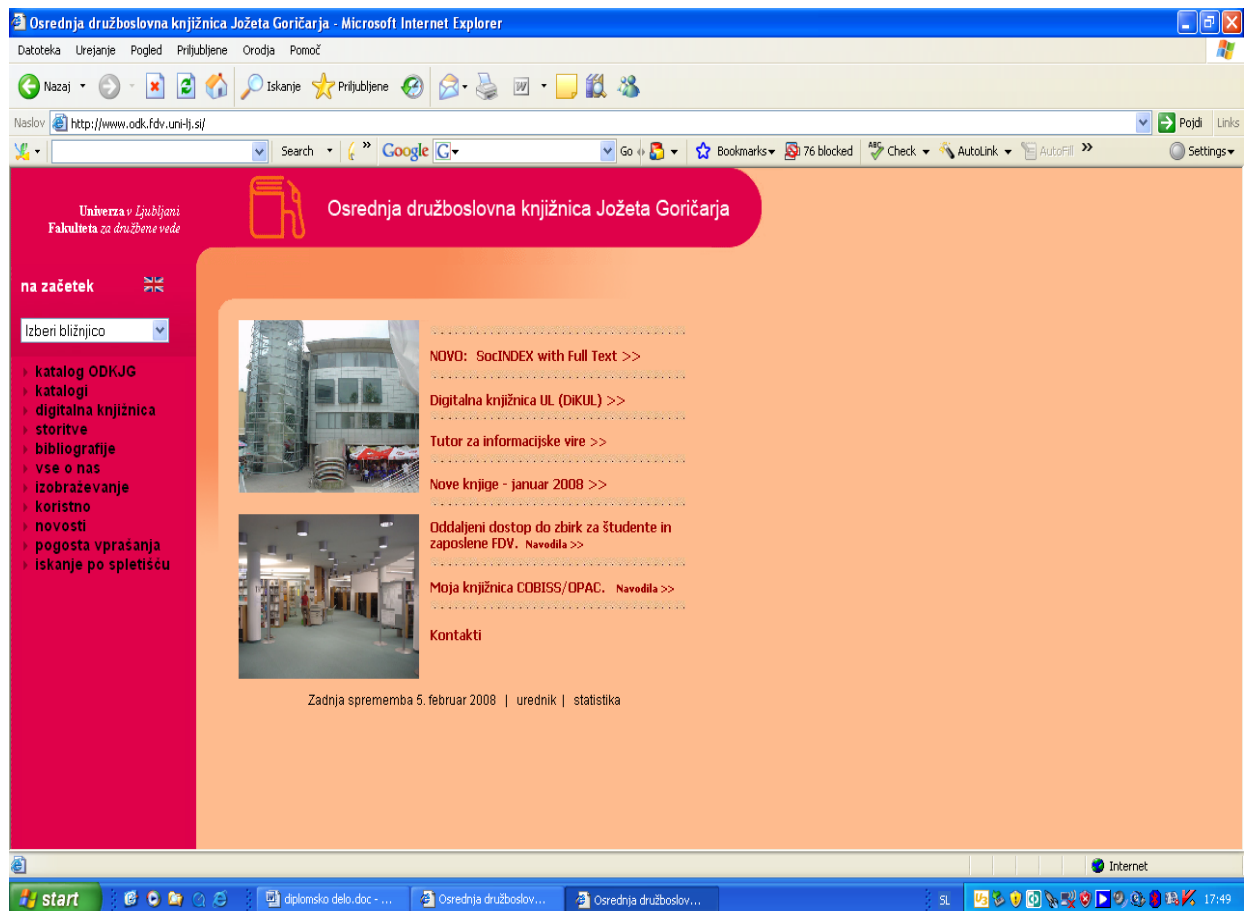 Osrednja družboslovna knjižnica Jožeta Goričarja - Microsoft Internet Explorer
Datoteka Urejanje Pogled Priljubljene Orodja Pomoč
Nazaj Iskanje Priljubljene
Naslov http://www.odk.fdv.uni-lj.si/ Pojdi Links
Search » Google G Go 76 blocked Bookmarks Check AutoLink AutoFill » Settings
Univerza v Ljubljani
Fakulteta za družbene vede
Osrednja družboslovna knjižnica Jožeta Goričarja
na začetek
Izberi bližnjico
katalog ODKJG
katalogi
digitalna knjižnica
storitve
bibliografije
vse o nas
izobraževanje
koristno
novosti
pogosta vprašanja
iskanje po spletišču
NOVO: SocINDEX with Full Text >>
Digitalna knjižnica UL (DiKUL) >>
Tutor za informacijske vire >>
Nove knjige - januar 2008 >>
Oddaljeni dostop do zbirk za študente in
zaposlene FDV. Navodila >>
Moja knjižnica COBISS/OPAC. Navodila >>
Kontakti
Zadnja sprememba 5. februar 2008 | urednik | statistika
Internet
start diplomsko delo.doc - ... Osrednja družboslov... Osrednja družboslov... SL 17:49